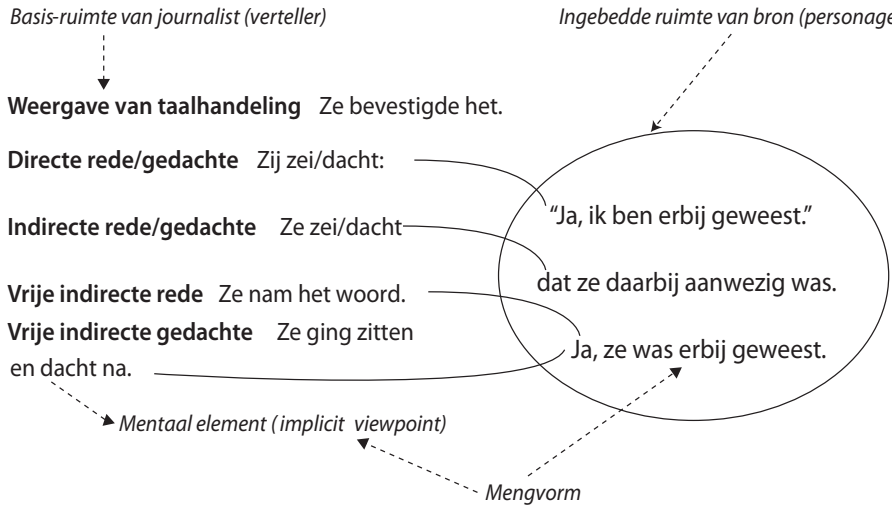 Basis-ruimte van journalist (verteller) Ingebedde ruimte van bron (personage
Weergave van taalhandeling Ze bevestigde het.
Directe rede/gedachte Zij zei/dacht:
“Ja, ik ben erbij geweest.”
Indirecte rede/gedachte Ze zei/dacht
dat ze daarbij aanwezig was.
Vrije indirecte rede Ze nam het woord.
Vrije indirecte gedachte Ze ging zitten
en dacht na.
Ja, ze was erbij geweest.
Mentaal element (implicit viewpoint)
Mengvorm